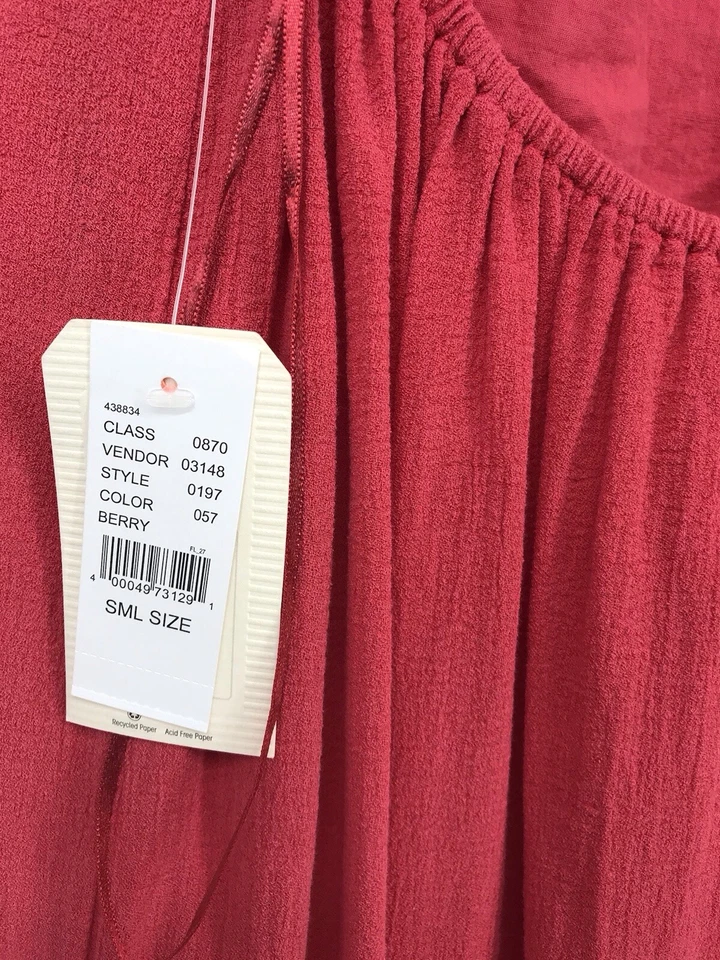 438834
CLASS 0870
VENDOR 03148
STYLE 0197
COLOR 057
BERRY
FL_27
4 00049 73129 1
SML SIZE
Recycled Paper Acid Free Paper